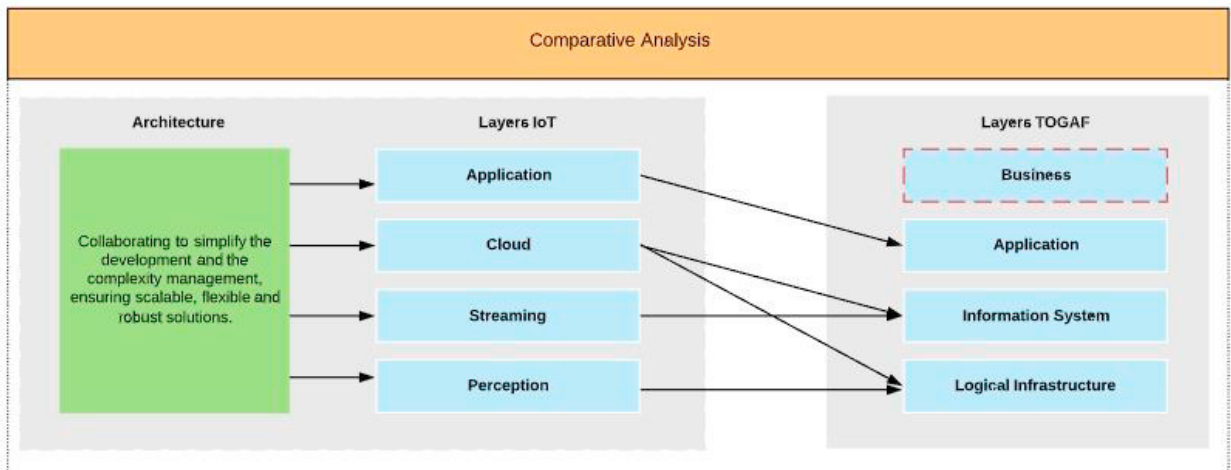 Comparative Analysis
Architecture
Layers IoT
Layers TOGAF
Collaborating to simplify the
development and the
complexity management,
ensuring scalable, flexible and
robust solutions.
Application
Cloud
Streaming
Perception
Business
Application
Information System
Logical Infrastructure